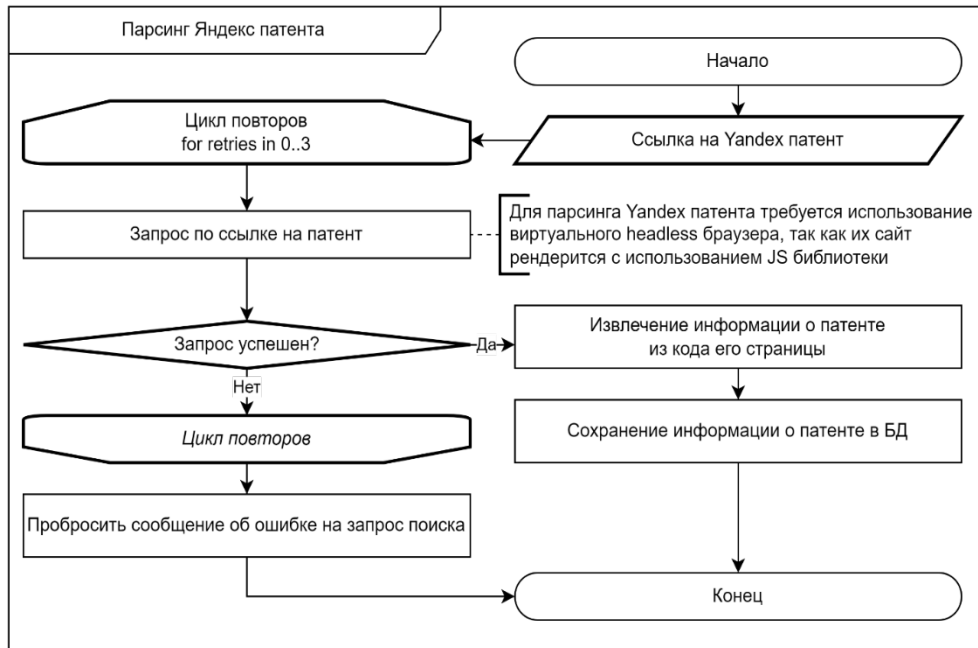 Парсинг Яндекс патента
Начало
Ссылка на Yandex патент
Цикл повторов
for retries in 0..3
Запрос по ссылке на патент
Для парсинга Yandex патента требуется использование
виртуального headless браузера, так как их сайт
рендерится с использованием JS библиотеки
Запрос успешен?
Да
Извлечение информации о патенте
из кода его страницы
Нет
Цикл повторов
Сохранение информации о патенте в БД
Пробросить сообщение об ошибке на запрос поиска
Конец